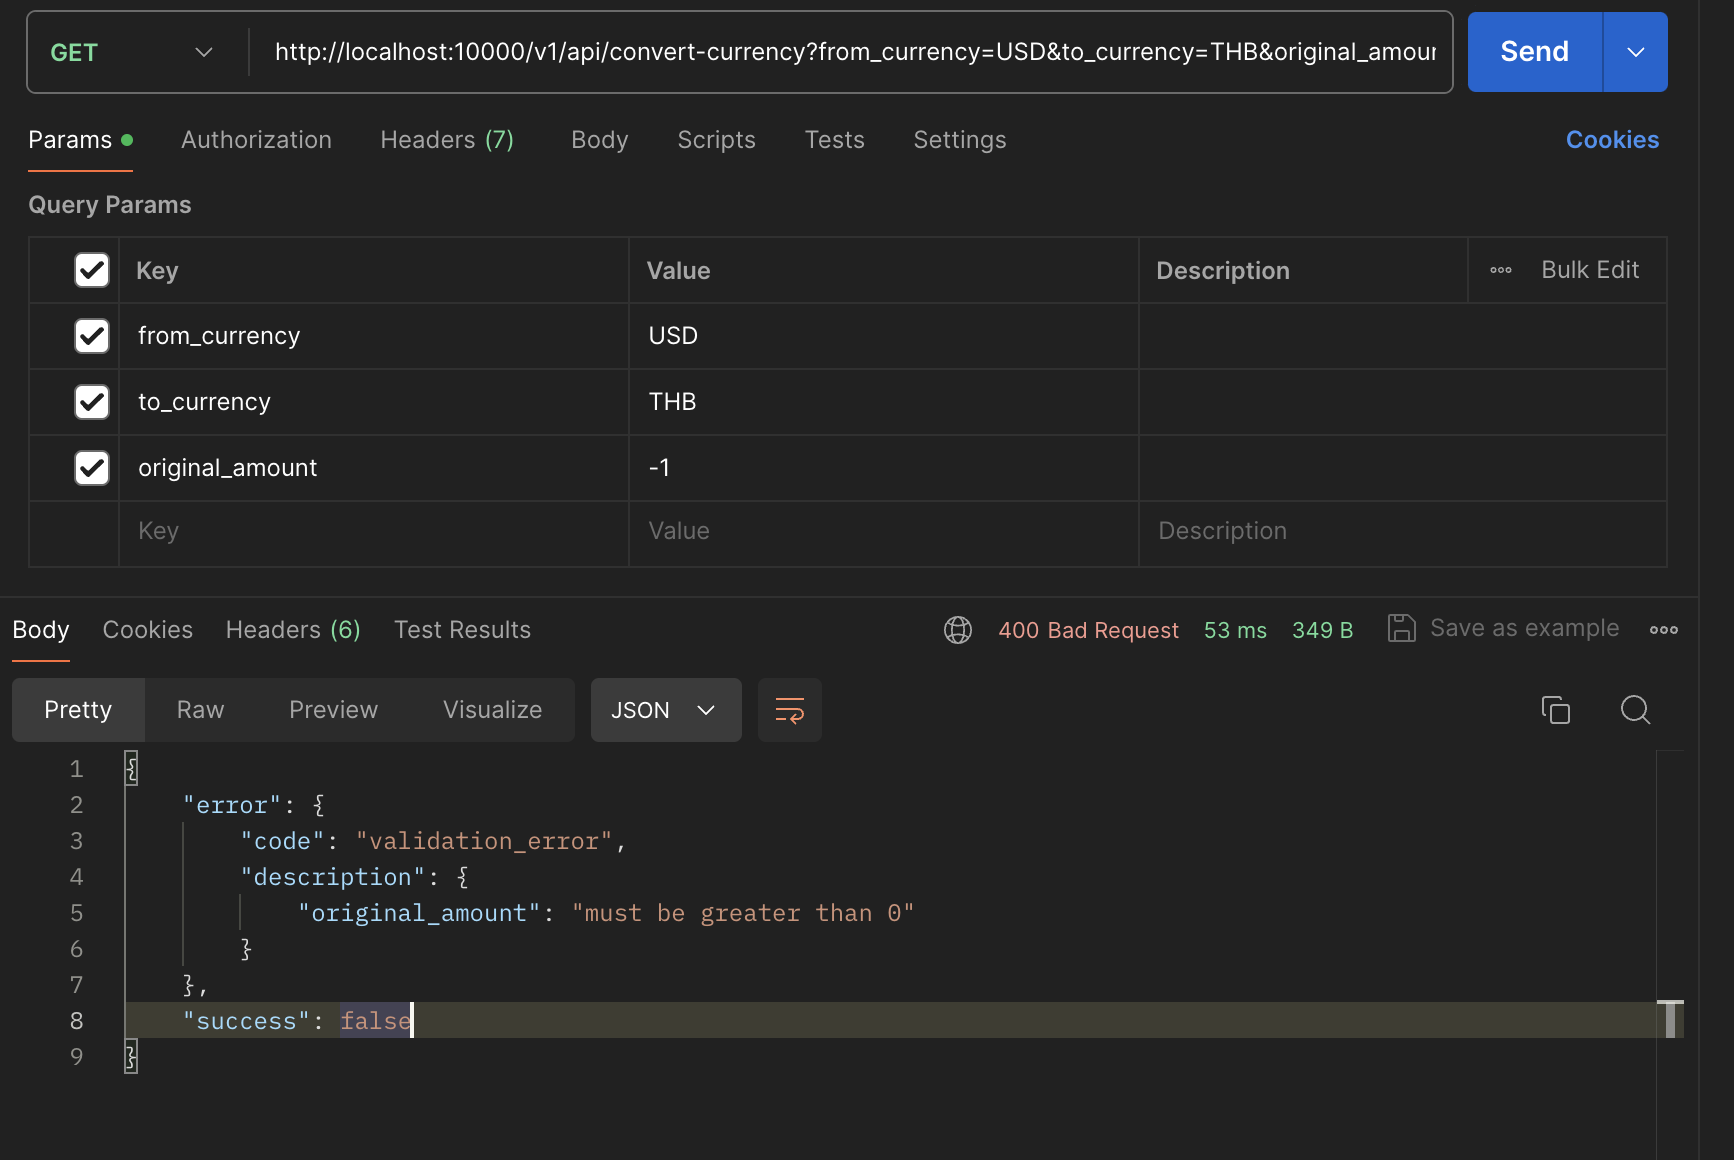 GET http://localhost:10000/v1/api/convert-currency?from_currency=USD&to_currency=THB&original_amour Send
Params Authorization Headers (7) Body Scripts Tests Settings Cookies
Query Params
Key Value Description Bulk Edit
from_currency USD
to_currency THB
original_amount -1
Key Value Description
Body Cookies Headers (6) Test Results 400 Bad Request 53 ms 349 B Save as example
Pretty Raw Preview Visualize JSON
1 {
2 "error": {
3 "code": "validation_error",
4 "description": {
5 "original_amount": "must be greater than 0"
6 }
7 },
8 "success": false
9 }